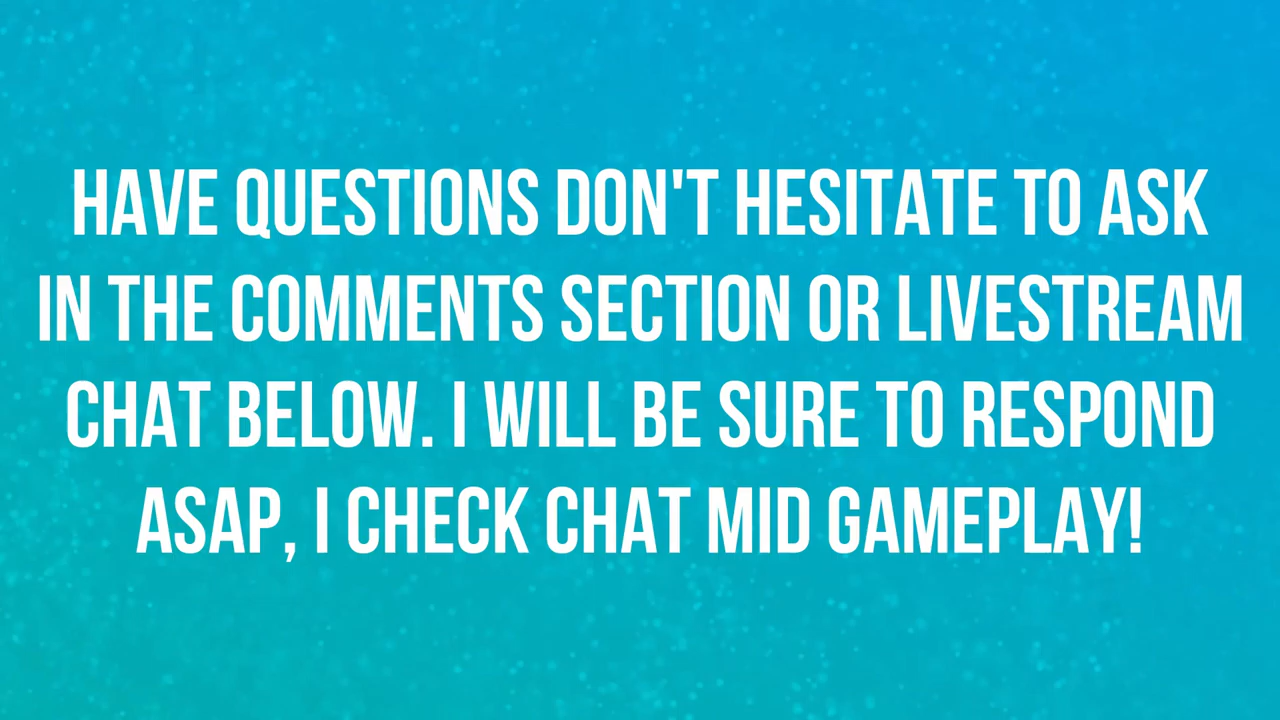 HAVE QUESTIONS DON'T HESITATE TO ASK
IN THE COMMENTS SECTION OR LIVESTREAM
CHAT BELOW. I WILL BE SURE TO RESPOND
ASAP, I CHECK CHAT MID GAMEPLAY!